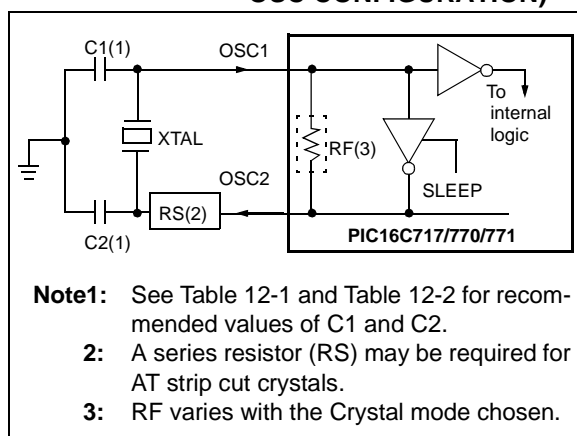 C1(1)
OSC1
To
internal
logic
XTAL
RF(3)
OSC2
SLEEP
RS(2)
C2(1)
PIC16C717/770/771
Note1: See Table 12-1 and Table 12-2 for recom-
mended values of C1 and C2.
2: A series resistor (RS) may be required for
AT strip cut crystals.
3: RF varies with the Crystal mode chosen.